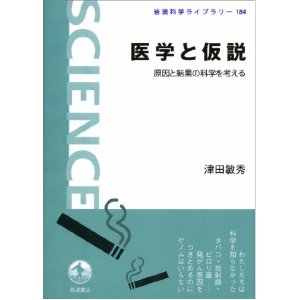 岩波科学ライブラリー 184
SCIENCE
医学と仮説
原因と結果の科学を考える
津田敏秀
わたしたちは
科学を知らなかった
タバコ・放射線・
ピロリ菌
発がん原因を
つきとめるのに
ゲノムはいらない
岩波書店